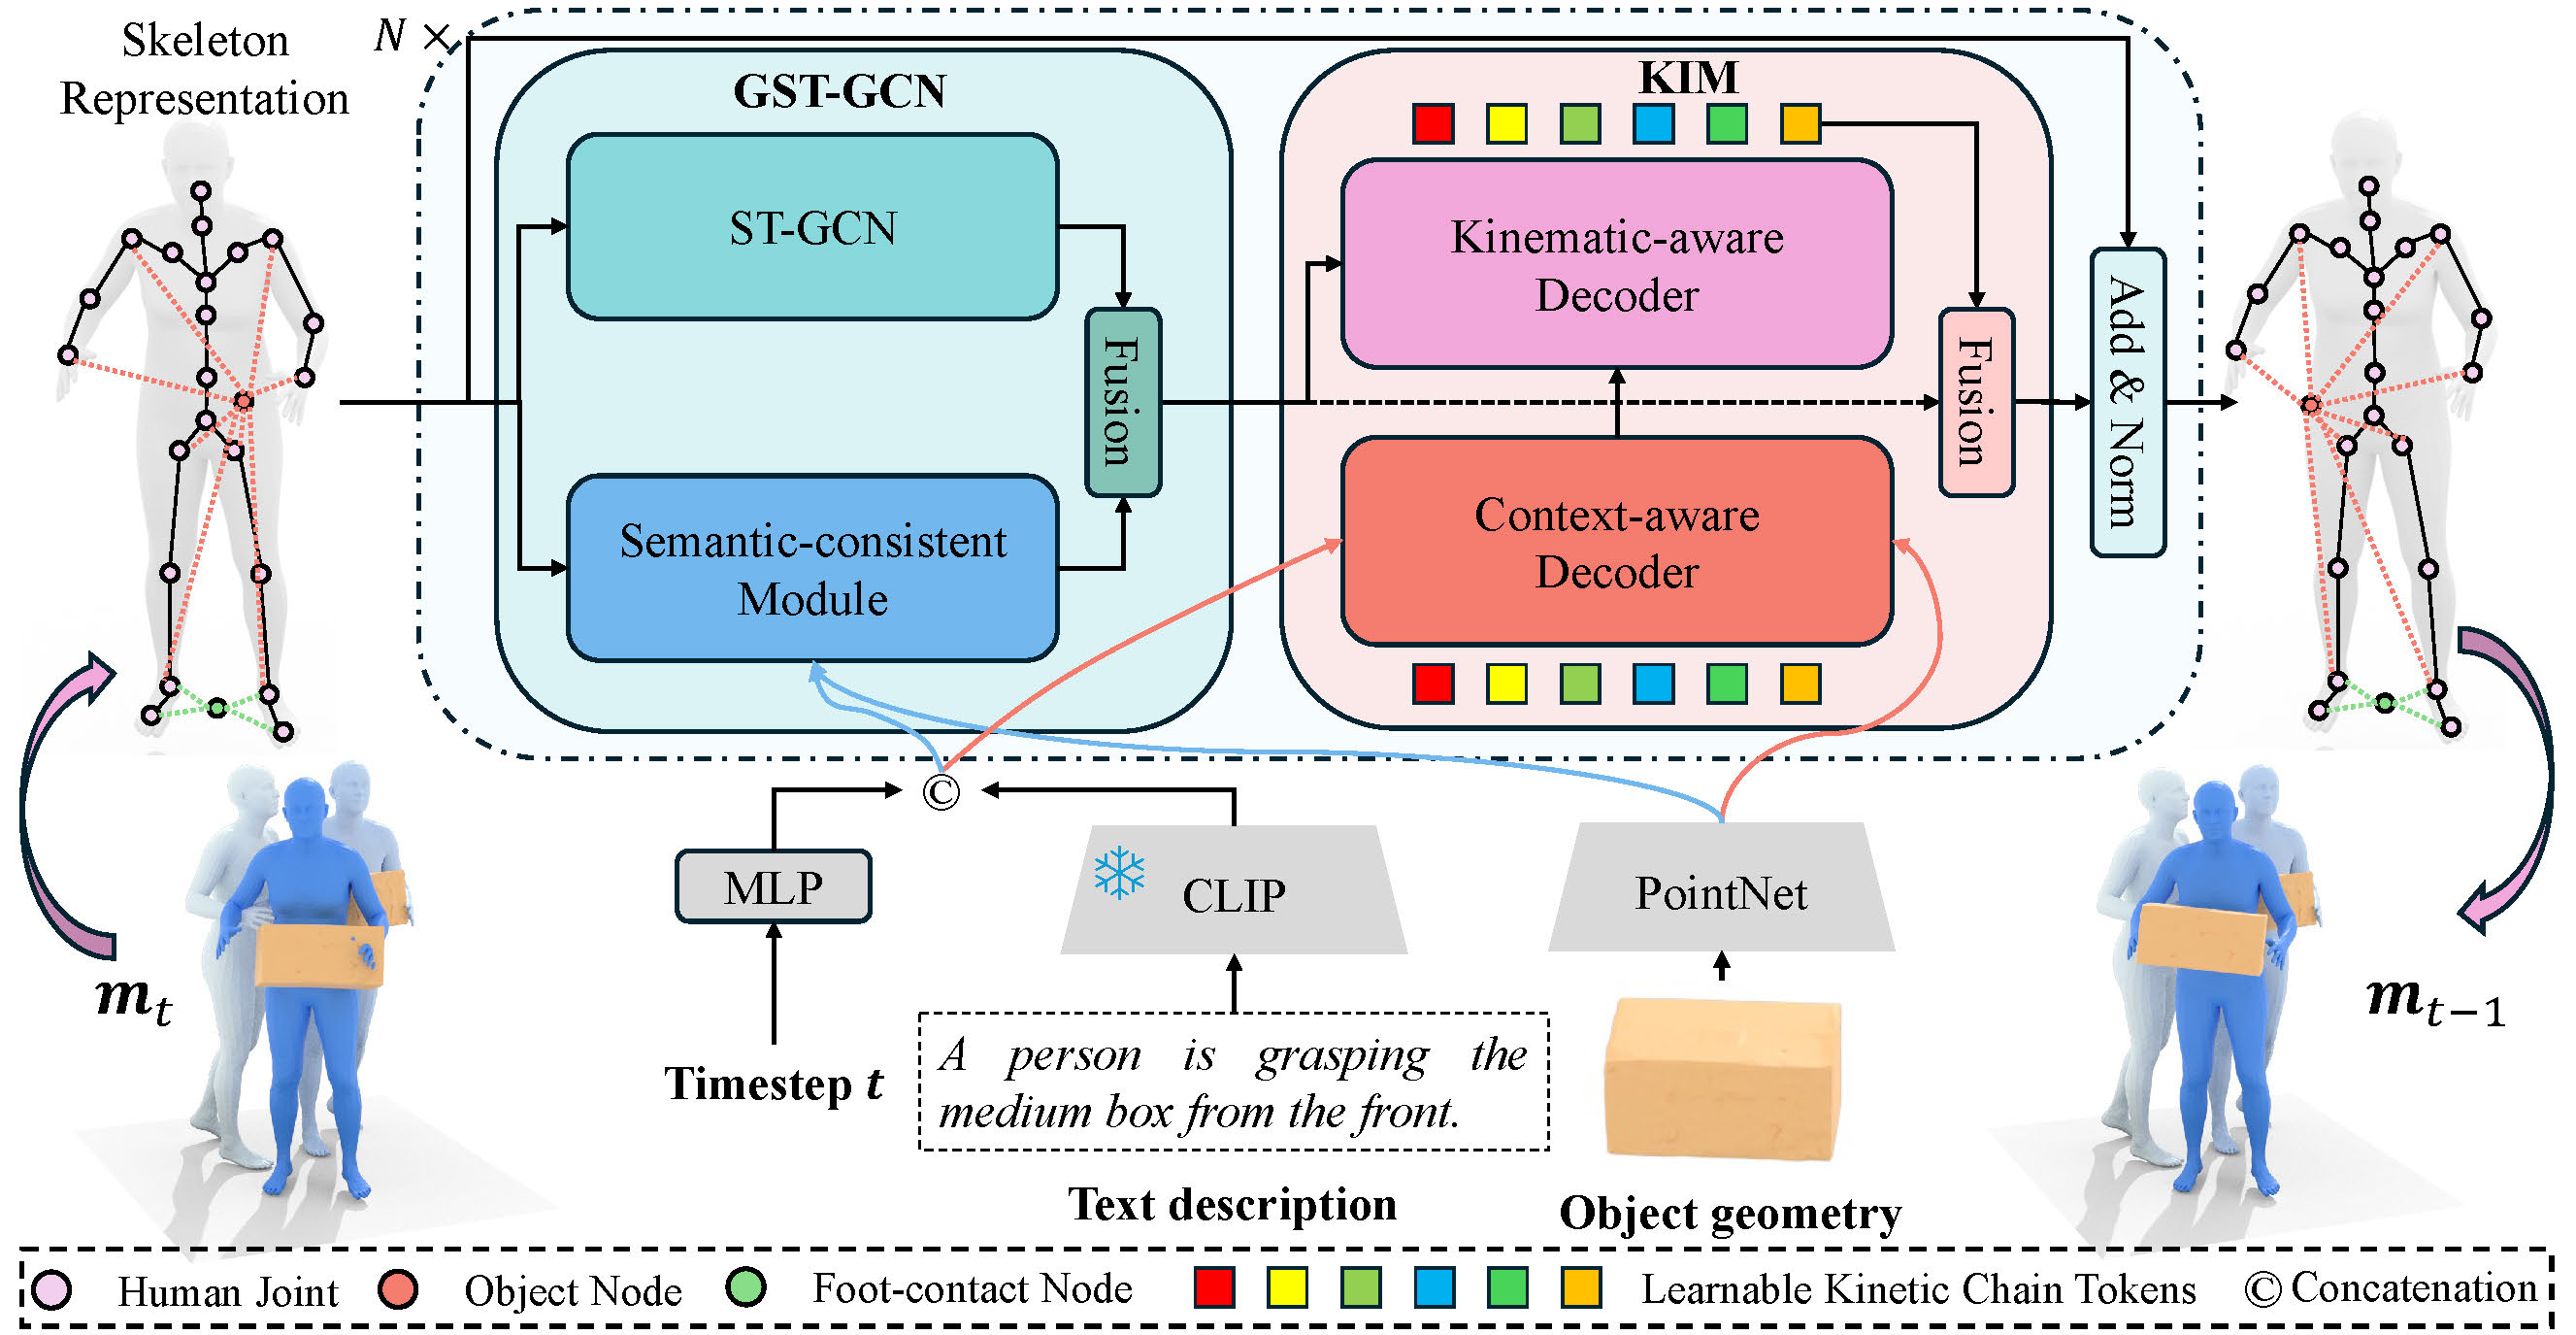 Skeleton
Representation
N ×
GST-GCN
ST-GCN
Semantic-consistent
Module
Fusion
KIM
Kinematic-aware
Decoder
Context-aware
Decoder
Fusion
Add & Norm
©
MLP
CLIP
PointNet
m_t
m_{t-1}
Timestep t
A person is grasping the
medium box from the front.
Text description
Object geometry
Human Joint
Object Node
Foot-contact Node
Learnable Kinetic Chain Tokens
© Concatenation